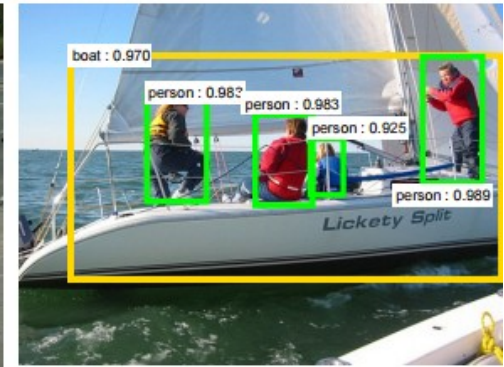 boat : 0.970
person : 0.983
person : 0.983
person : 0.925
person : 0.989
Lickety Split